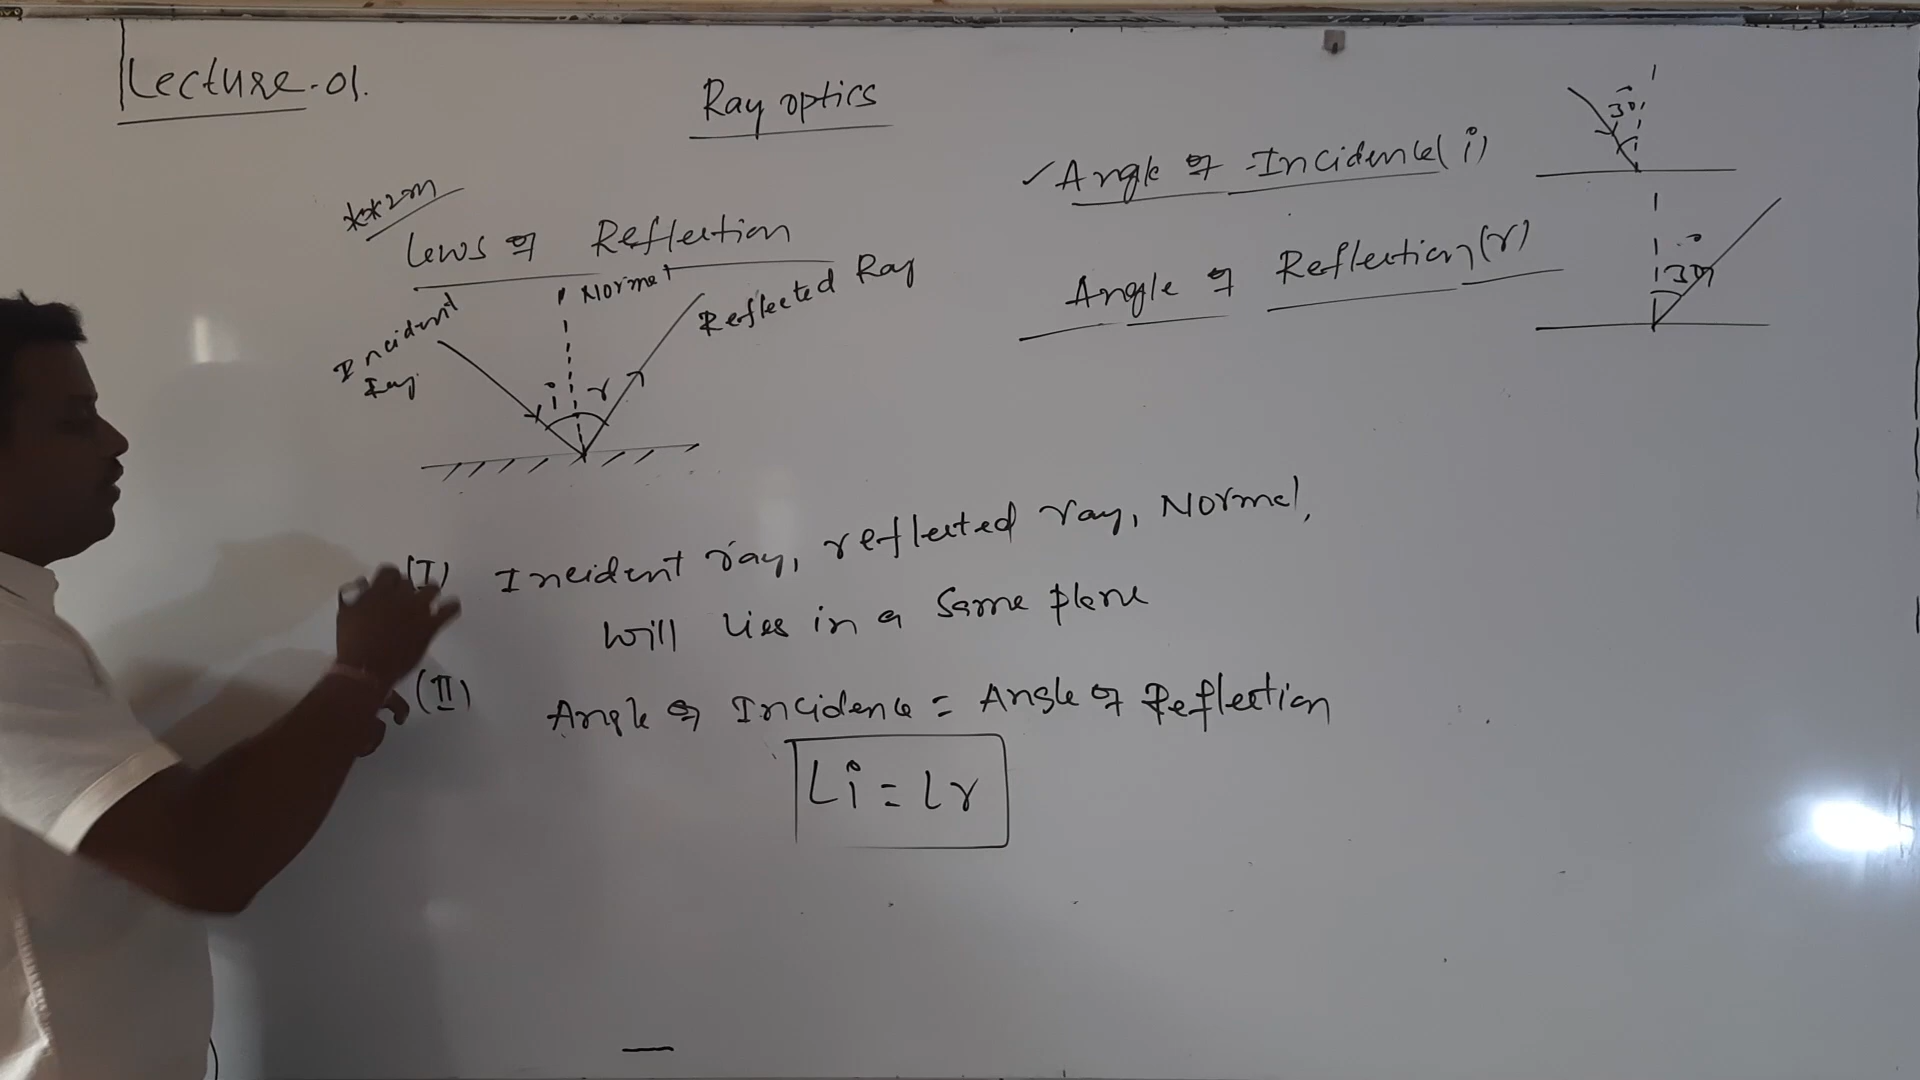 Lecture-01.
Ray optics
**2m
Lews of Reflection
Normal
Incident
Ray
Reflected Ray
i r
✓ Angle of Incidence(i)
30°
Angle of Reflection(r)
30°
(I) Incident ray, reflected ray, Normal,
will lies in a same plane
(II) Angle of Incidence = Angle of Reflection
∠i = ∠r